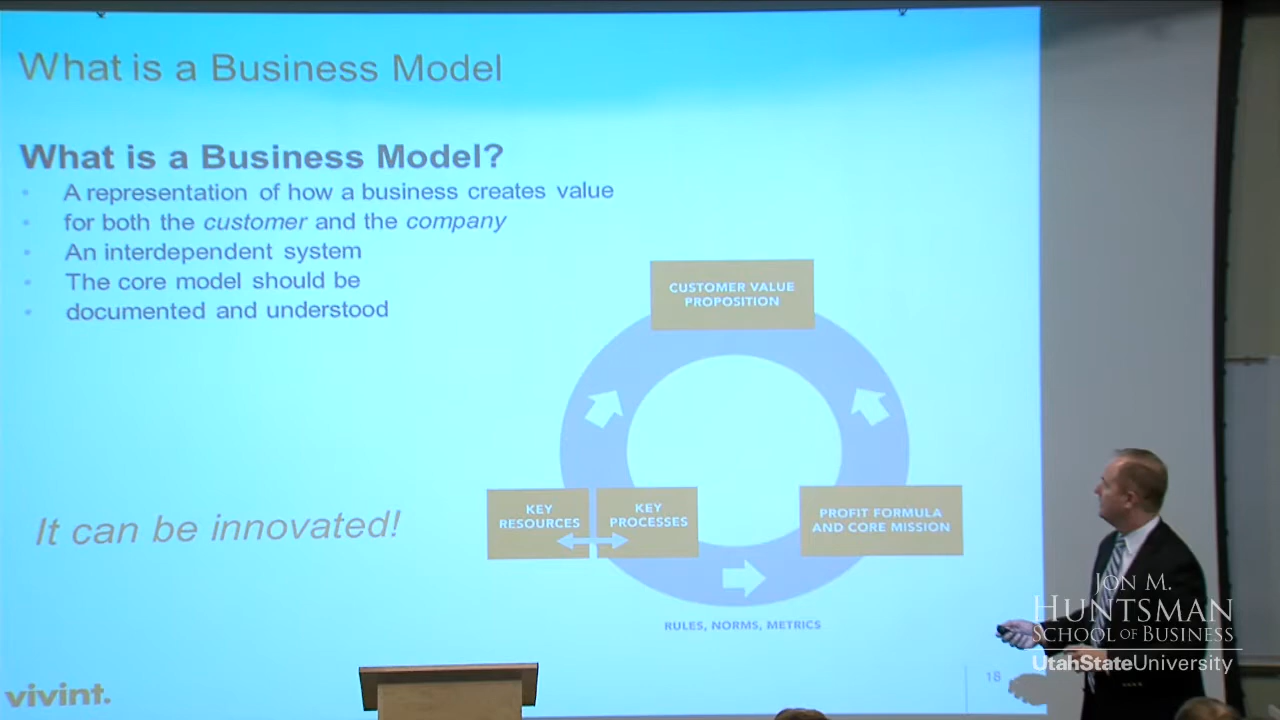 What is a Business Model
What is a Business Model?
• A representation of how a business creates value
• for both the customer and the company
• An interdependent system
• The core model should be
• documented and understood
It can be innovated!
CUSTOMER VALUE
PROPOSITION
KEY
RESOURCES
KEY
PROCESSES
PROFIT FORMULA
AND CORE MISSION
RULES, NORMS, METRICS
vivint.
18
JON M.
HUNTSMAN
SCHOOL OF BUSINESS
UtahStateUniversity